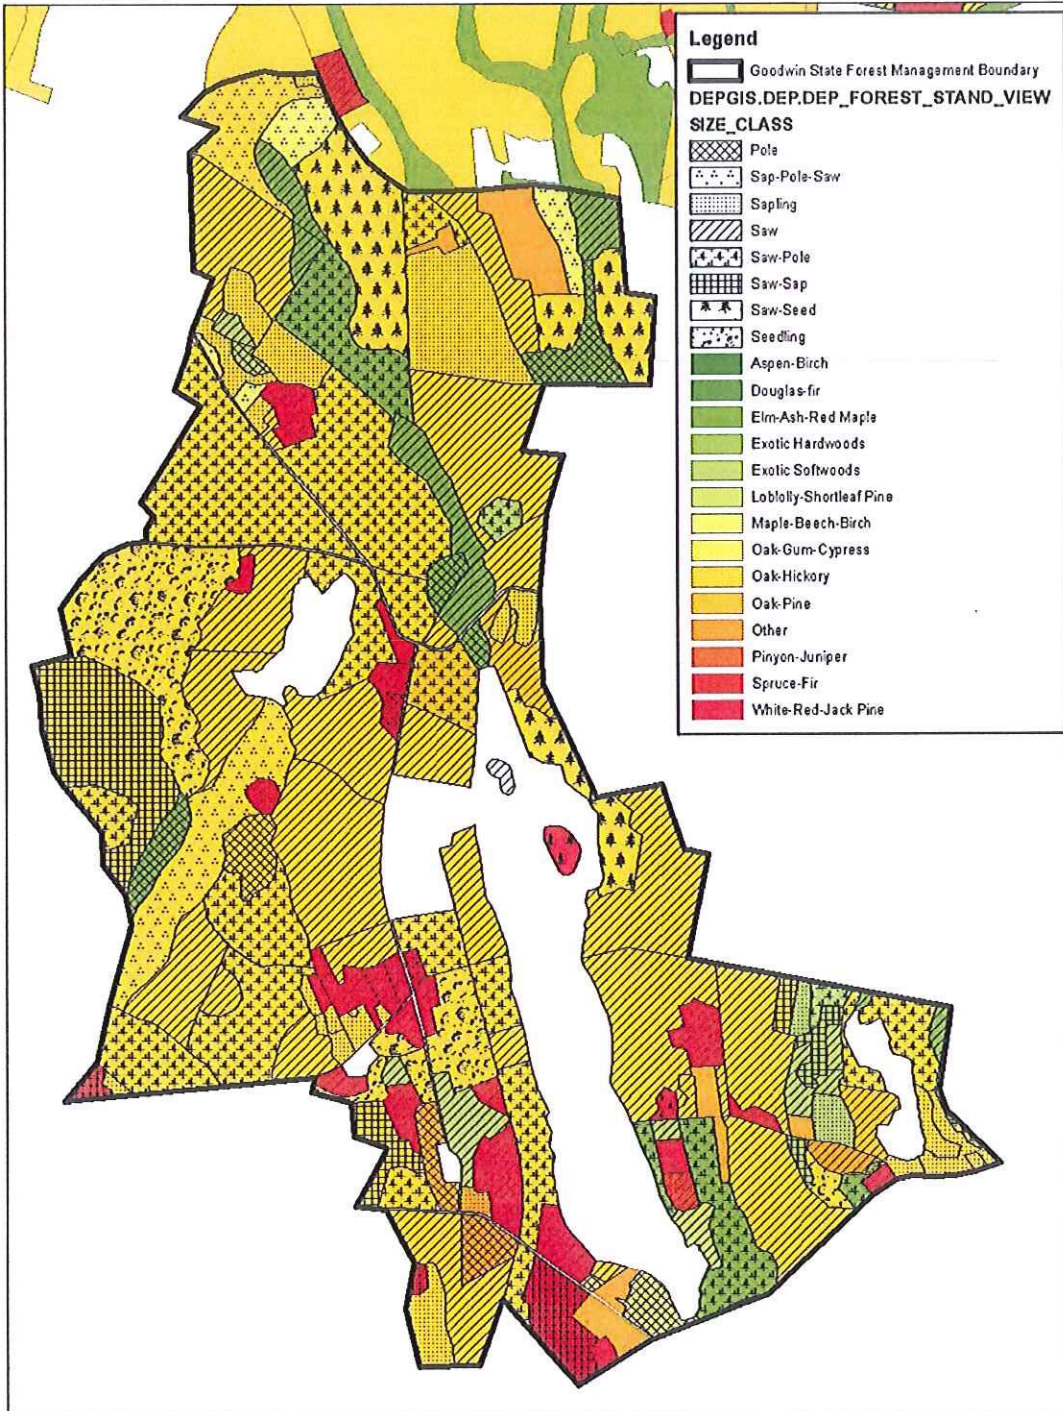 Legend
Goodwin State Forest Management Boundary
DEPGIS.DEP.DEP_FOREST_STAND_VIEW
SIZE_CLASS
Pole
Sap-Pole-Saw
Sapling
Saw
Saw-Pole
Saw-Sap
Saw-Seed
Seedling
Aspen-Birch
Douglas-fir
Elm-Ash-Red Maple
Exotic Hardwoods
Exotic Softwoods
Loblolly-Shortleaf Pine
Maple-Beech-Birch
Oak-Gum-Cypress
Oak-Hickory
Oak-Pine
Other
Pinyon-Juniper
Spruce-Fir
White-Red-Jack Pine